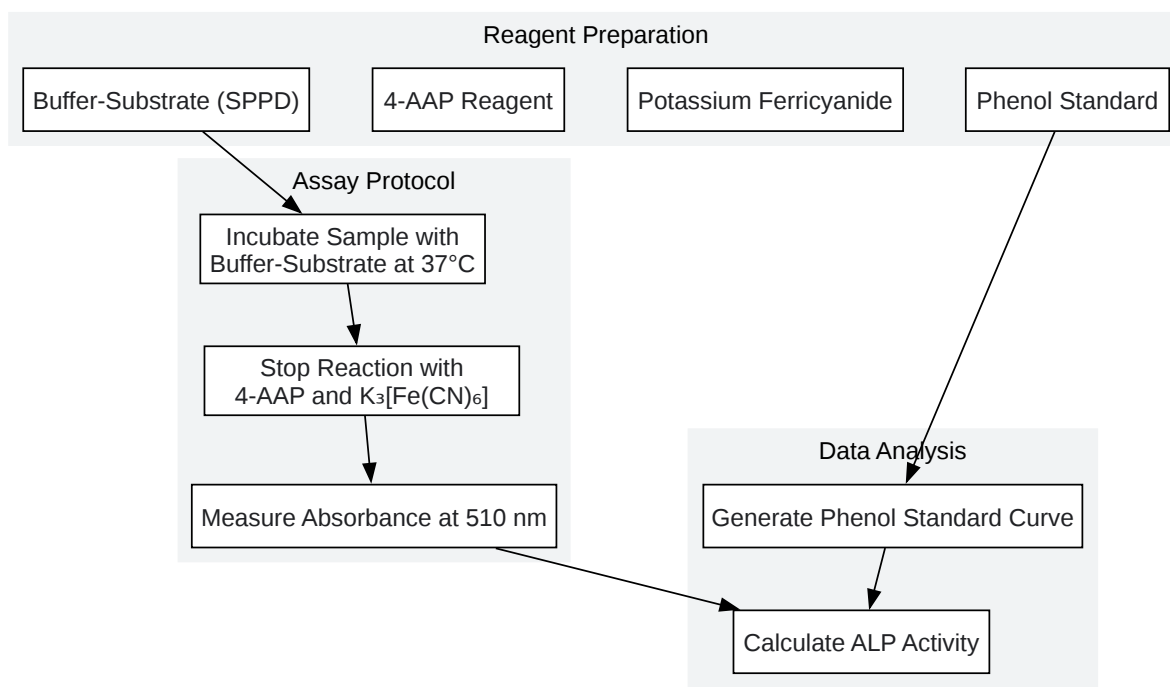 Reagent Preparation
Buffer-Substrate (SPPD)
4-AAP Reagent
Potassium Ferricyanide
Phenol Standard
Assay Protocol
Incubate Sample with
Buffer-Substrate at 37°C
Stop Reaction with
4-AAP and K₃[Fe(CN)₆]
Measure Absorbance at 510 nm
Data Analysis
Generate Phenol Standard Curve
Calculate ALP Activity